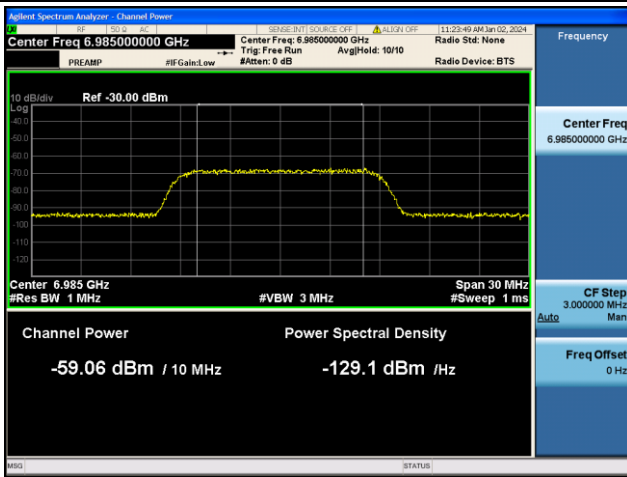 Agilent Spectrum Analyzer - Channel Power
RF 50 Ω AC SENSE:INT SOURCE OFF ALIGN OFF 11:23:49 AM Jan 02, 2024
Center Freq 6.985000000 GHz Center Freq: 6.985000000 GHz Radio Std: None
Trig: Free Run Avg|Hold: 10/10
PREAMP #IFGain:Low #Atten: 0 dB Radio Device: BTS
Frequency
10 dB/div Ref -30.00 dBm
Log
-40.0
-50.0
-60.0
-70.0
-80.0
-90.0
-100
-110
-120
Center 6.985 GHz Span 30 MHz
#Res BW 1 MHz #VBW 3 MHz #Sweep 1 ms
Channel Power Power Spectral Density
-59.06 dBm / 10 MHz -129.1 dBm /Hz
Center Freq
6.985000000 GHz
CF Step
3.000000 MHz
Auto Man
Freq Offset
0 Hz
MSG STATUS